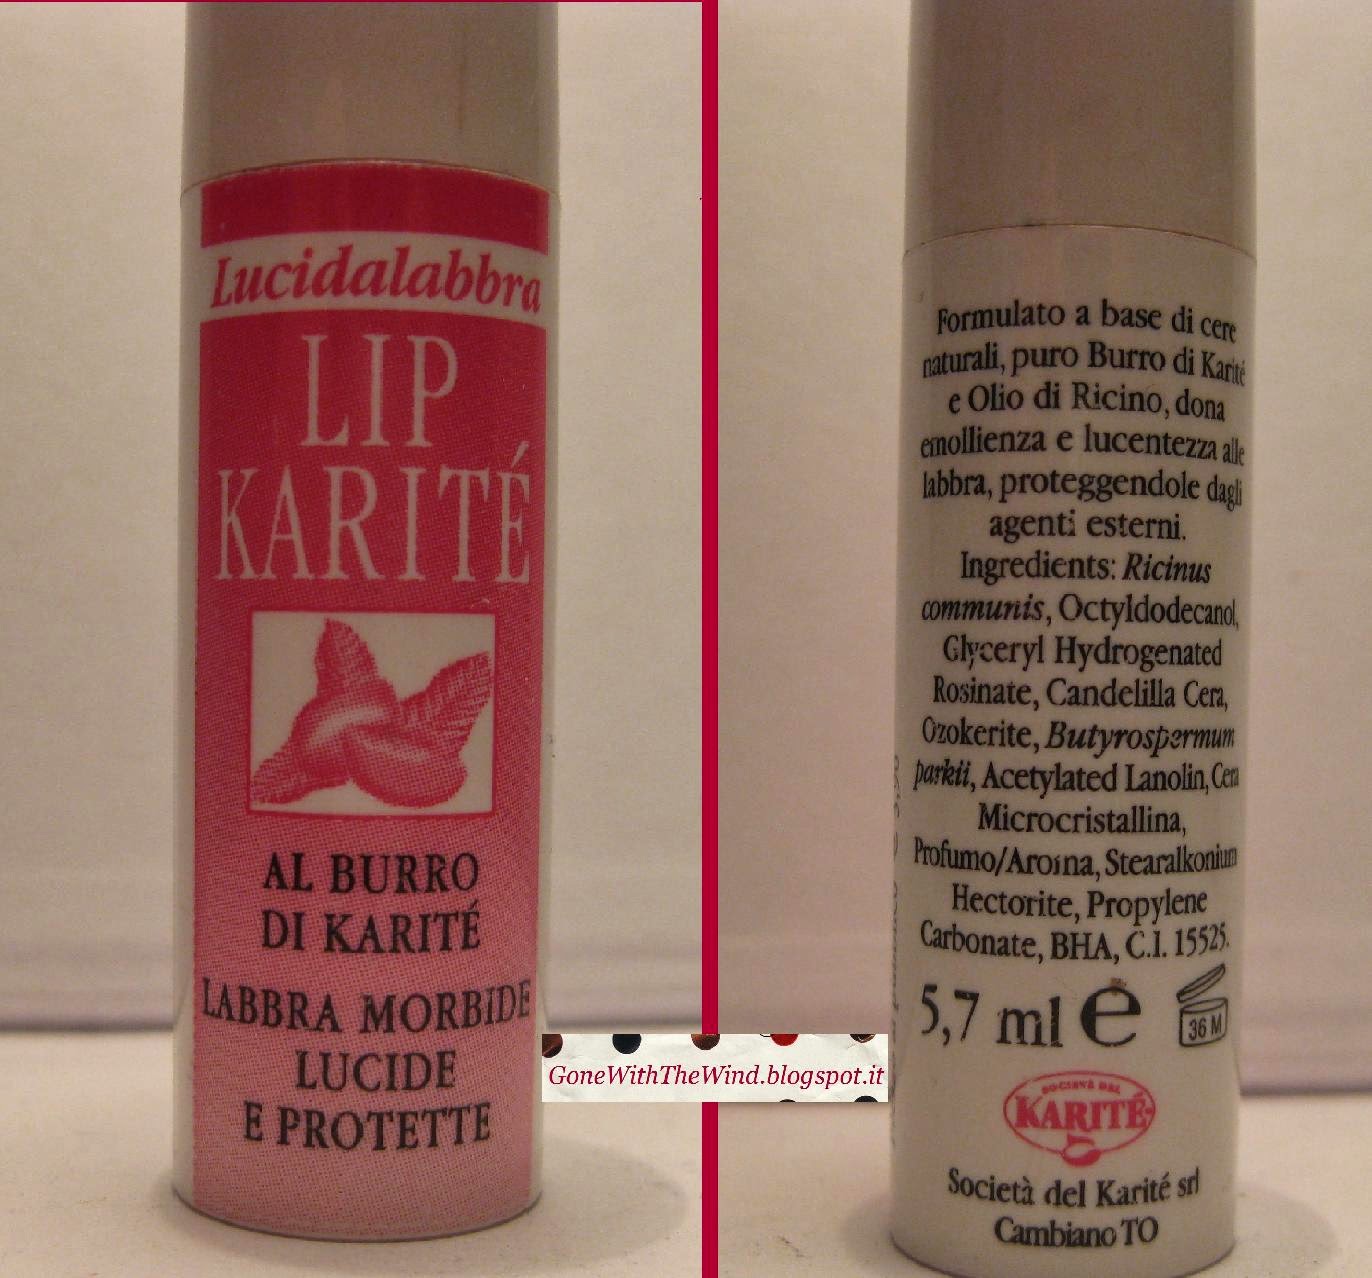 Lucidalabbra
LIP
KARITÉ
AL BURRO
DI KARITÉ
LABBRA MORBIDE
LUCIDE
E PROTETTE
GoneWithTheWind.blogspot.it
Formulato a base di cere
naturali, puro Burro di Karité
e Olio di Ricino, dona
emollienza e lucentezza alle
labbra, proteggendole dagli
agenti esterni.
Ingredients: Ricinus
communis, Octyldodecanol,
Glyceryl Hydrogenated
Rosinate, Candelilla Cera,
Ozokerite, Butyrospermum
parkii, Acetylated Lanolin, Cera
Microcristallina,
Profumo/Aroma, Stearalkonium
Hectorite, Propylene
Carbonate, BHA, C.I. 15525.
5,7 ml e
36 M
SOCIETÀ DEL
KARITÉ
Società del Karité srl
Cambiano TO